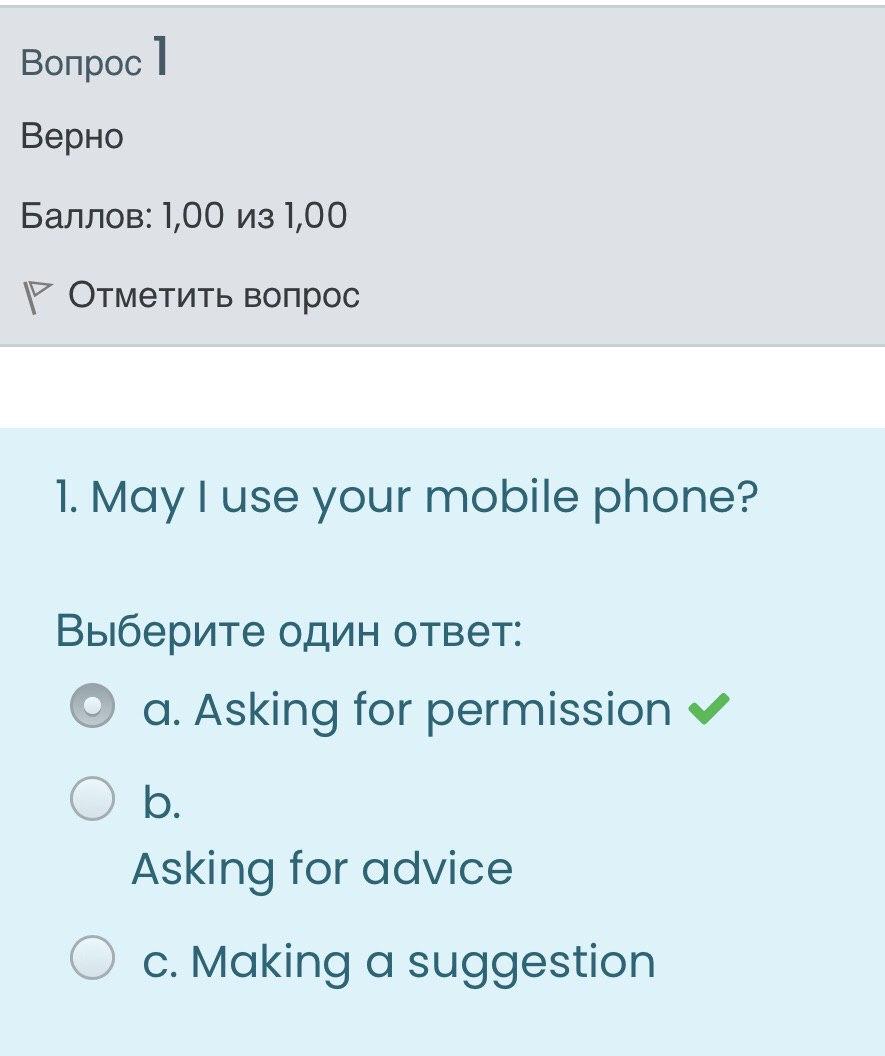 Вопрос 1
Верно
Баллов: 1,00 из 1,00
Отметить вопрос
1. May I use your mobile phone?
Выберите один ответ:
a. Asking for permission
b.
Asking for advice
c. Making a suggestion